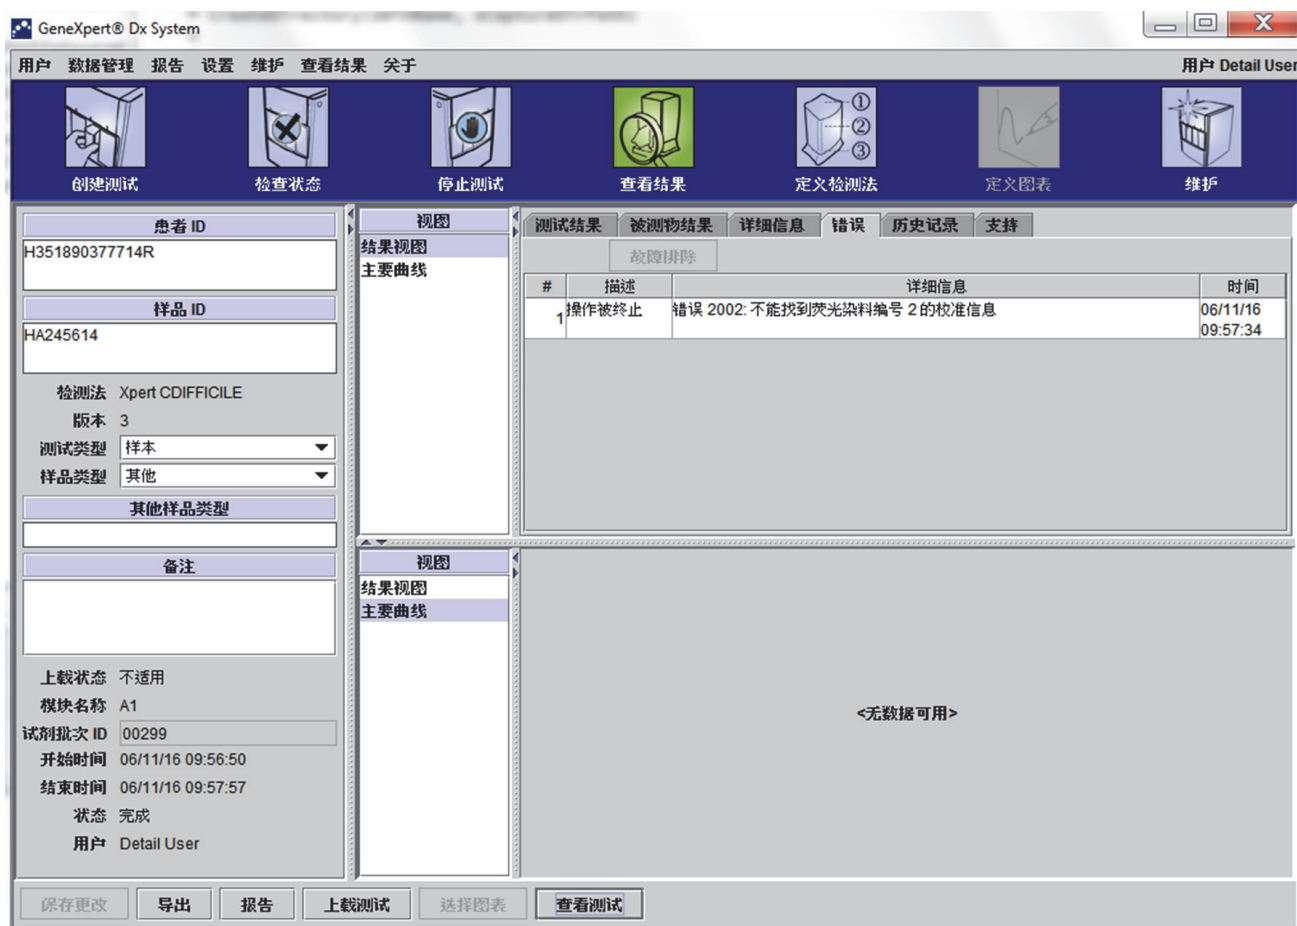 GeneXpert® Dx System
用户 数据管理 报告 设置 维护 查看结果 关于
用户 Detail User
创建测试
检查状态
停止测试
查看结果
① ② ③
定义检测法
定义图表
维护
患者 ID
H351890377714R
样品 ID
HA245614
检测法 Xpert CDIFFICILE
版本 3
测试类型 样本
样品类型 其他
其他样品类型
备注
上载状态 不适用
模块名称 A1
试剂批次 ID 00299
开始时间 06/11/16 09:56:50
结束时间 06/11/16 09:57:57
状态 完成
用户 Detail User
视图
结果视图
主要曲线
测试结果 被测物结果 详细信息 错误 历史记录 支持
故障排除
# 描述 详细信息 时间
1 操作被终止 错误 2002: 不能找到荧光染料编号 2 的校准信息 06/11/16
09:57:34
视图
结果视图
主要曲线
<无数据可用>
保存更改 导出 报告 上载测试 选择图表 查看测试